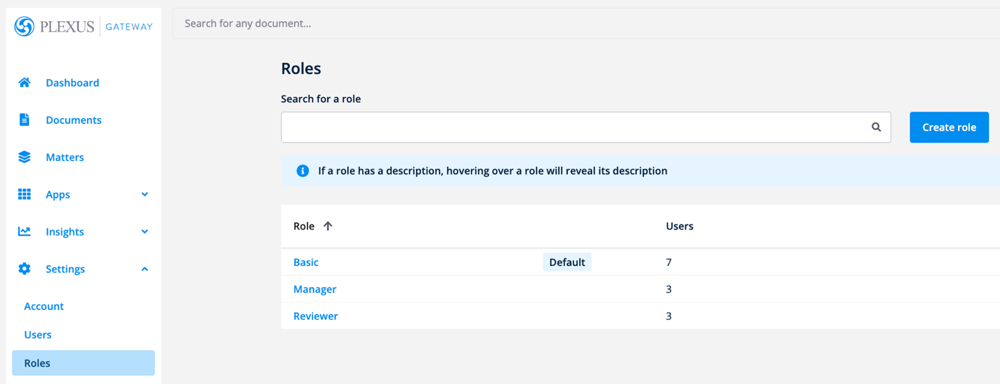 PLEXUS GATEWAY
Search for any document...
Dashboard
Documents
Matters
Apps
Insights
Settings
Account
Users
Roles
Roles
Search for a role
Create role
If a role has a description, hovering over a role will reveal its description
Role Users
Basic Default 7
Manager 3
Reviewer 3